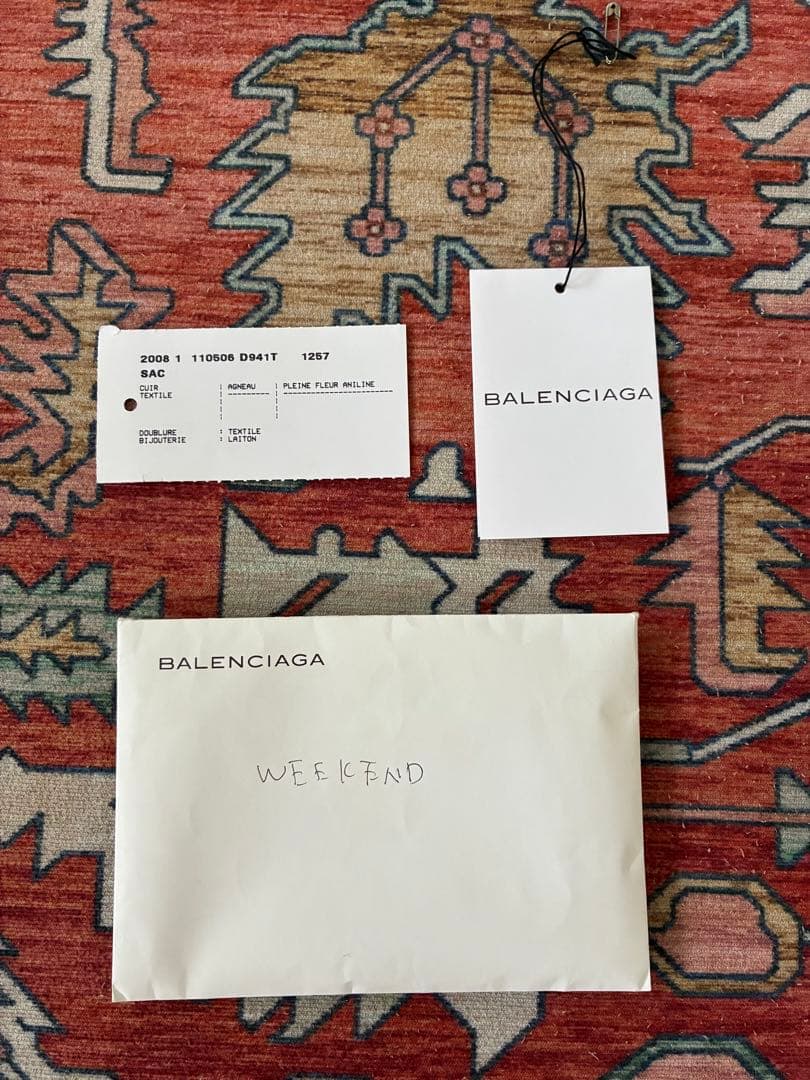 2008 1 110506 D941T 1257
SAC
CUIR : AGNEAU : PLEINE FLEUR ANILINE
TEXTILE
DOUBLURE : TEXTILE
BIJOUTERIE : LAITON
BALENCIAGA
BALENCIAGA
WEEKEND